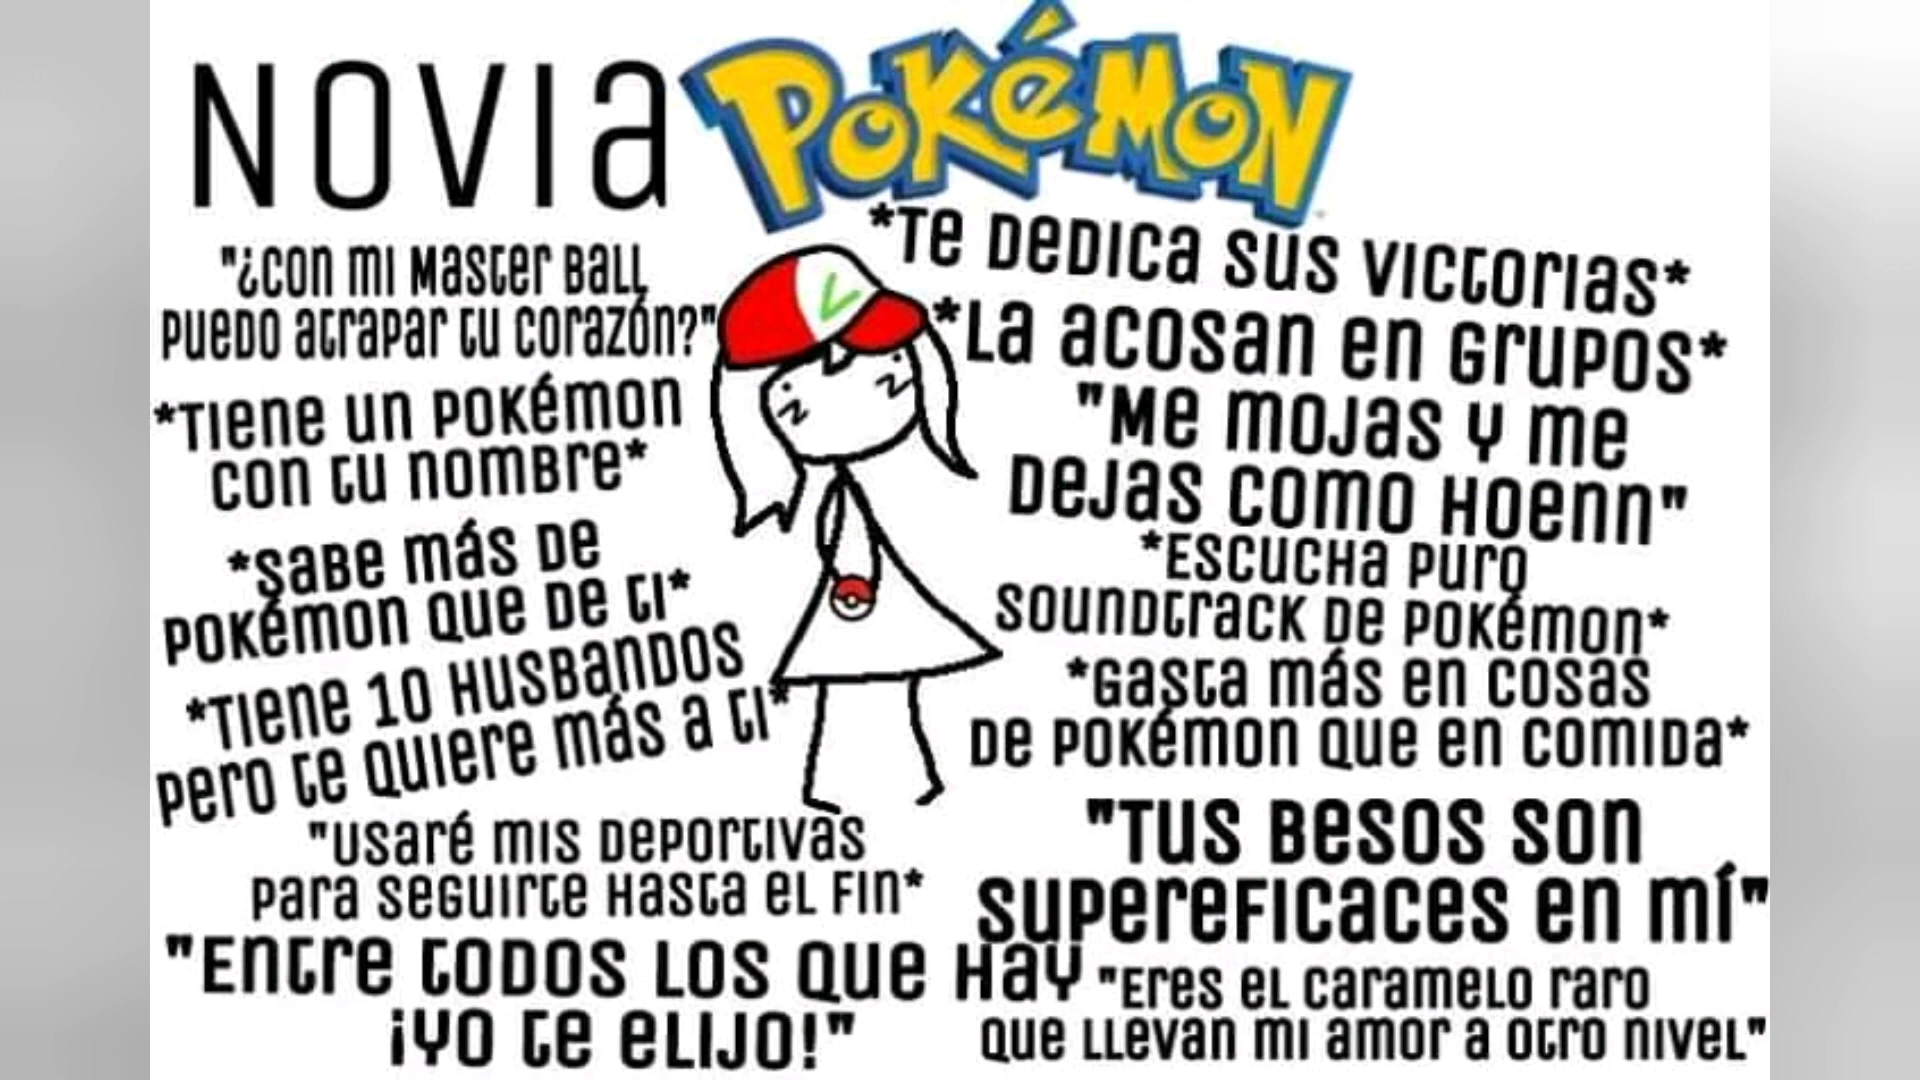 Novia Pokémon
"¿Con mi Master Ball
puedo atrapar tu corazón?"
*Tiene un pokémon
con tu nombre*
*Sabe más de
pokémon que de ti*
*Tiene 10 husbandos
pero te quiere más a ti*
"Usaré mis deportivas
para seguirte hasta el fin*
"Entre todos los que hay
¡yo te elijo!"
*Te dedica sus victorias*
*La acosan en grupos*
"Me mojas y me
dejas como Hoenn"
*Escucha puro
soundtrack de pokémon*
*Gasta más en cosas
de pokémon que en comida*
"Tus besos son
supereficaces en mí"
"Eres el caramelo raro
que llevan mi amor a otro nivel"